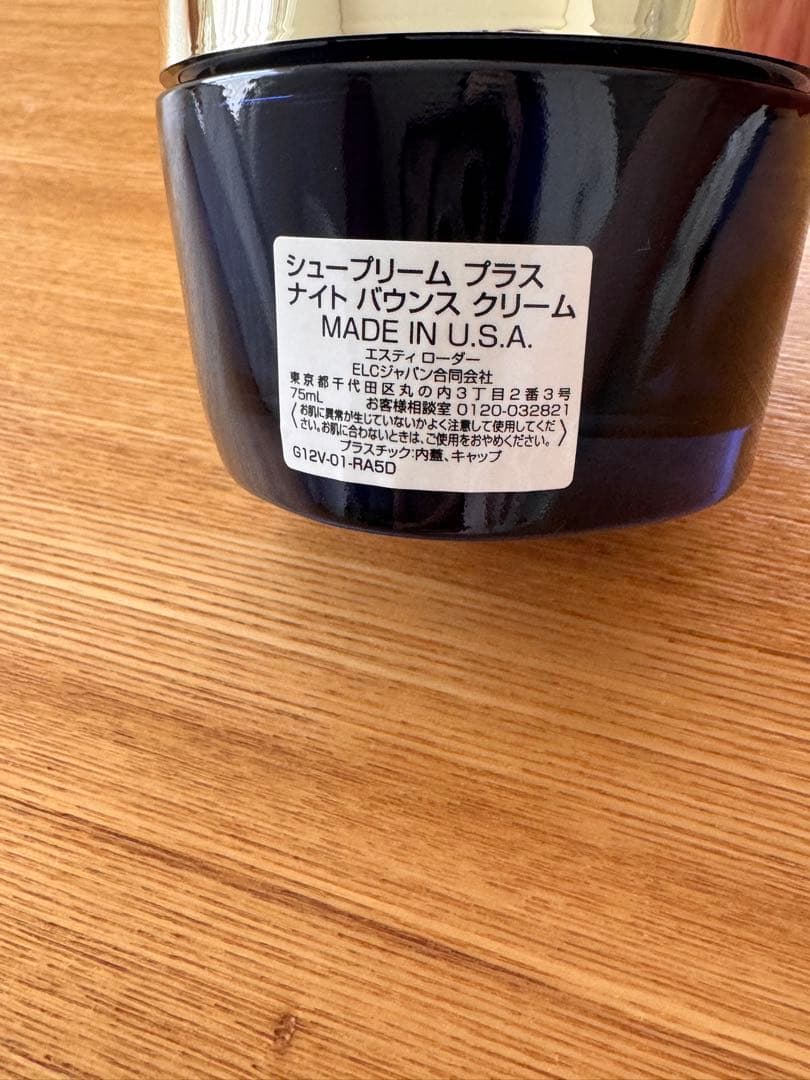 シュープリーム プラス
ナイト バウンス クリーム
MADE IN U.S.A.
エスティ ローダー
ELCジャパン合同会社
東京都千代田区丸の内3丁目2番3号
75mL お客様相談室 0120-032821
〈お肌に異常が生じていないかよく注意して使用してくだ
さい。お肌に合わないときは、ご使用をおやめください。〉
プラスチック:内蓋、キャップ
G12V-01-RA5D